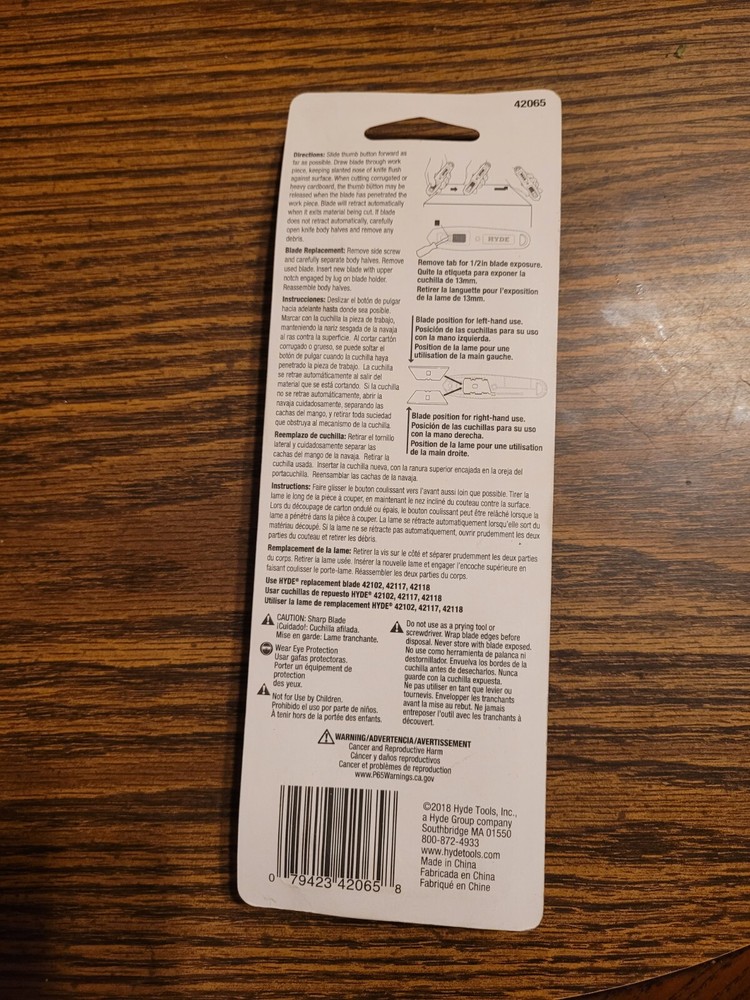 42065
Directions: Slide thumb button forward as
far as possible. Draw blade through work
piece, keeping slanted nose of knife flush
against surface. When cutting corrugated or
heavy cardboard, the thumb button may be
released when the blade has penetrated the
work piece. Blade will retract automatically
when it exits material being cut. If blade
does not retract automatically, carefully
open knife body halves and remove any
debris.
Blade Replacement: Remove side screw
and carefully separate body halves. Remove
used blade. Insert new blade with upper
notch engaged by lug on blade holder.
Reassemble body halves.
HYDE
Remove tab for 1/2in blade exposure.
Quite la etiqueta para exponer la
cuchilla de 13mm.
Retirer la languette pour l'exposition
de la lame de 13mm.
Blade position for left-hand use.
Posición de las cuchillas para su uso
con la mano izquierda.
Position de la lame pour une
utilisation de la main gauche.
Blade position for right-hand use.
Posición de las cuchillas para su uso
con la mano derecha.
Position de la lame pour une utilisation
de la main droite.
Instrucciones: Deslizar el botón de pulgar
hacia adelante hasta donde sea posible.
Marcar con la cuchilla la pieza de trabajo,
manteniendo la nariz sesgada de la navaja
al ras contra la superficie. Al cortar cartón
corrugado o grueso, se puede soltar el
botón de pulgar cuando la cuchilla haya
penetrado la pieza de trabajo. La cuchilla
se retrae automáticamente al salir del
material que se está cortando. Si la cuchilla
no se retrae automáticamente, abrir la
navaja cuidadosamente, separando las
cachas del mango, y retirar toda suciedad
que obstruya al mecanismo de la cuchilla.
Reemplazo de cuchilla: Retirar el tornillo
lateral y cuidadosamente separar las
cachas del mango de la navaja. Retirar la
cuchilla usada. Insertar la cuchilla nueva, con la ranura superior encajada en la oreja del
portacuchilla. Reensamblar las cachas de la navaja.
Instructions: Faire glisser le bouton coulissant vers l'avant aussi loin que possible. Tirer la
lame le long de la pièce à couper, en maintenant le nez incliné du couteau contre la surface.
Lors du découpage de carton ondulé ou épais, le bouton coulissant peut être relâché lorsque la
lame a pénétré dans la pièce à couper. La lame se rétracte automatiquement lorsqu'elle sort du
matériau découpé. Si la lame ne se rétracte pas automatiquement, ouvrir prudemment les deux
parties du couteau et retirer les débris.
Remplacement de la lame: Retirer la vis sur le côté et séparer prudemment les deux parties
du corps. Retirer la lame usée. Insérer la nouvelle lame et engager l'encoche supérieure en
faisant coulisser le porte-lame. Réassembler les deux parties du corps.
Use HYDE® replacement blade 42102, 42117, 42118
Usar cuchillas de repuesto HYDE® 42102, 42117, 42118
Utiliser la lame de remplacement HYDE® 42102, 42117, 42118
CAUTION: Sharp Blade
¡Cuidado!: Cuchilla afilada.
Mise en garde: Lame tranchante.
Wear Eye Protection
Usar gafas protectoras.
Porter un équipement de
protection
des yeux.
Not for Use by Children.
Prohibido el uso por parte de niños.
À tenir hors de la portée des enfants.
Do not use as a prying tool or
screwdriver. Wrap blade edges before
disposal. Never store with blade exposed.
No use como herramienta de palanca ni
destornillador. Envuelva los bordes de la
cuchilla antes de desecharlos. Nunca
guarde con la cuchilla expuesta.
Ne pas utiliser en tant que levier ou
tournevis. Envelopper les tranchants
avant la mise au rebut. Ne jamais
entreposer l'outil avec les tranchants à
découvert.
WARNING/ADVERTENCIA/AVERTISSEMENT
Cancer and Reproductive Harm
Cáncer y daños reproductivos
Cancer et problèmes de reproduction
www.P65Warnings.ca.gov
0 79423 42065 8
©2018 Hyde Tools, Inc.,
a Hyde Group company
Southbridge MA 01550
800-872-4933
www.hydetools.com
Made in China
Fabricada en China
Fabriqué en Chine